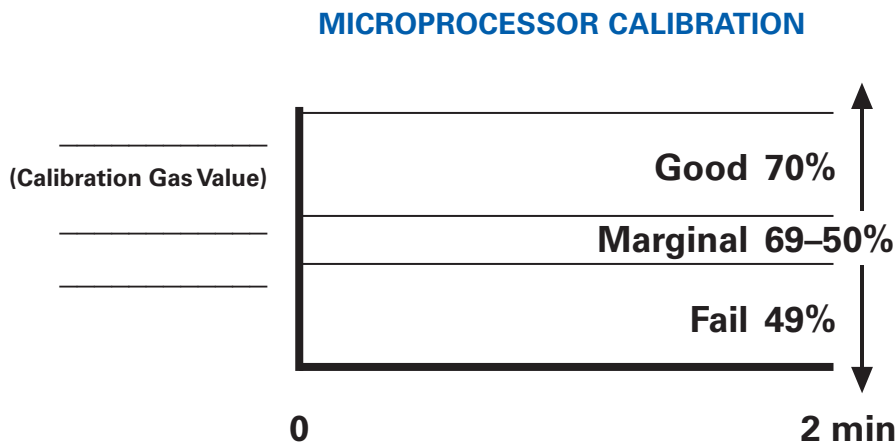 MICROPROCESSOR CALIBRATION
Good 70%
(Calibration Gas Value)
Marginal 69–50%
Fail 49%
0
2 min